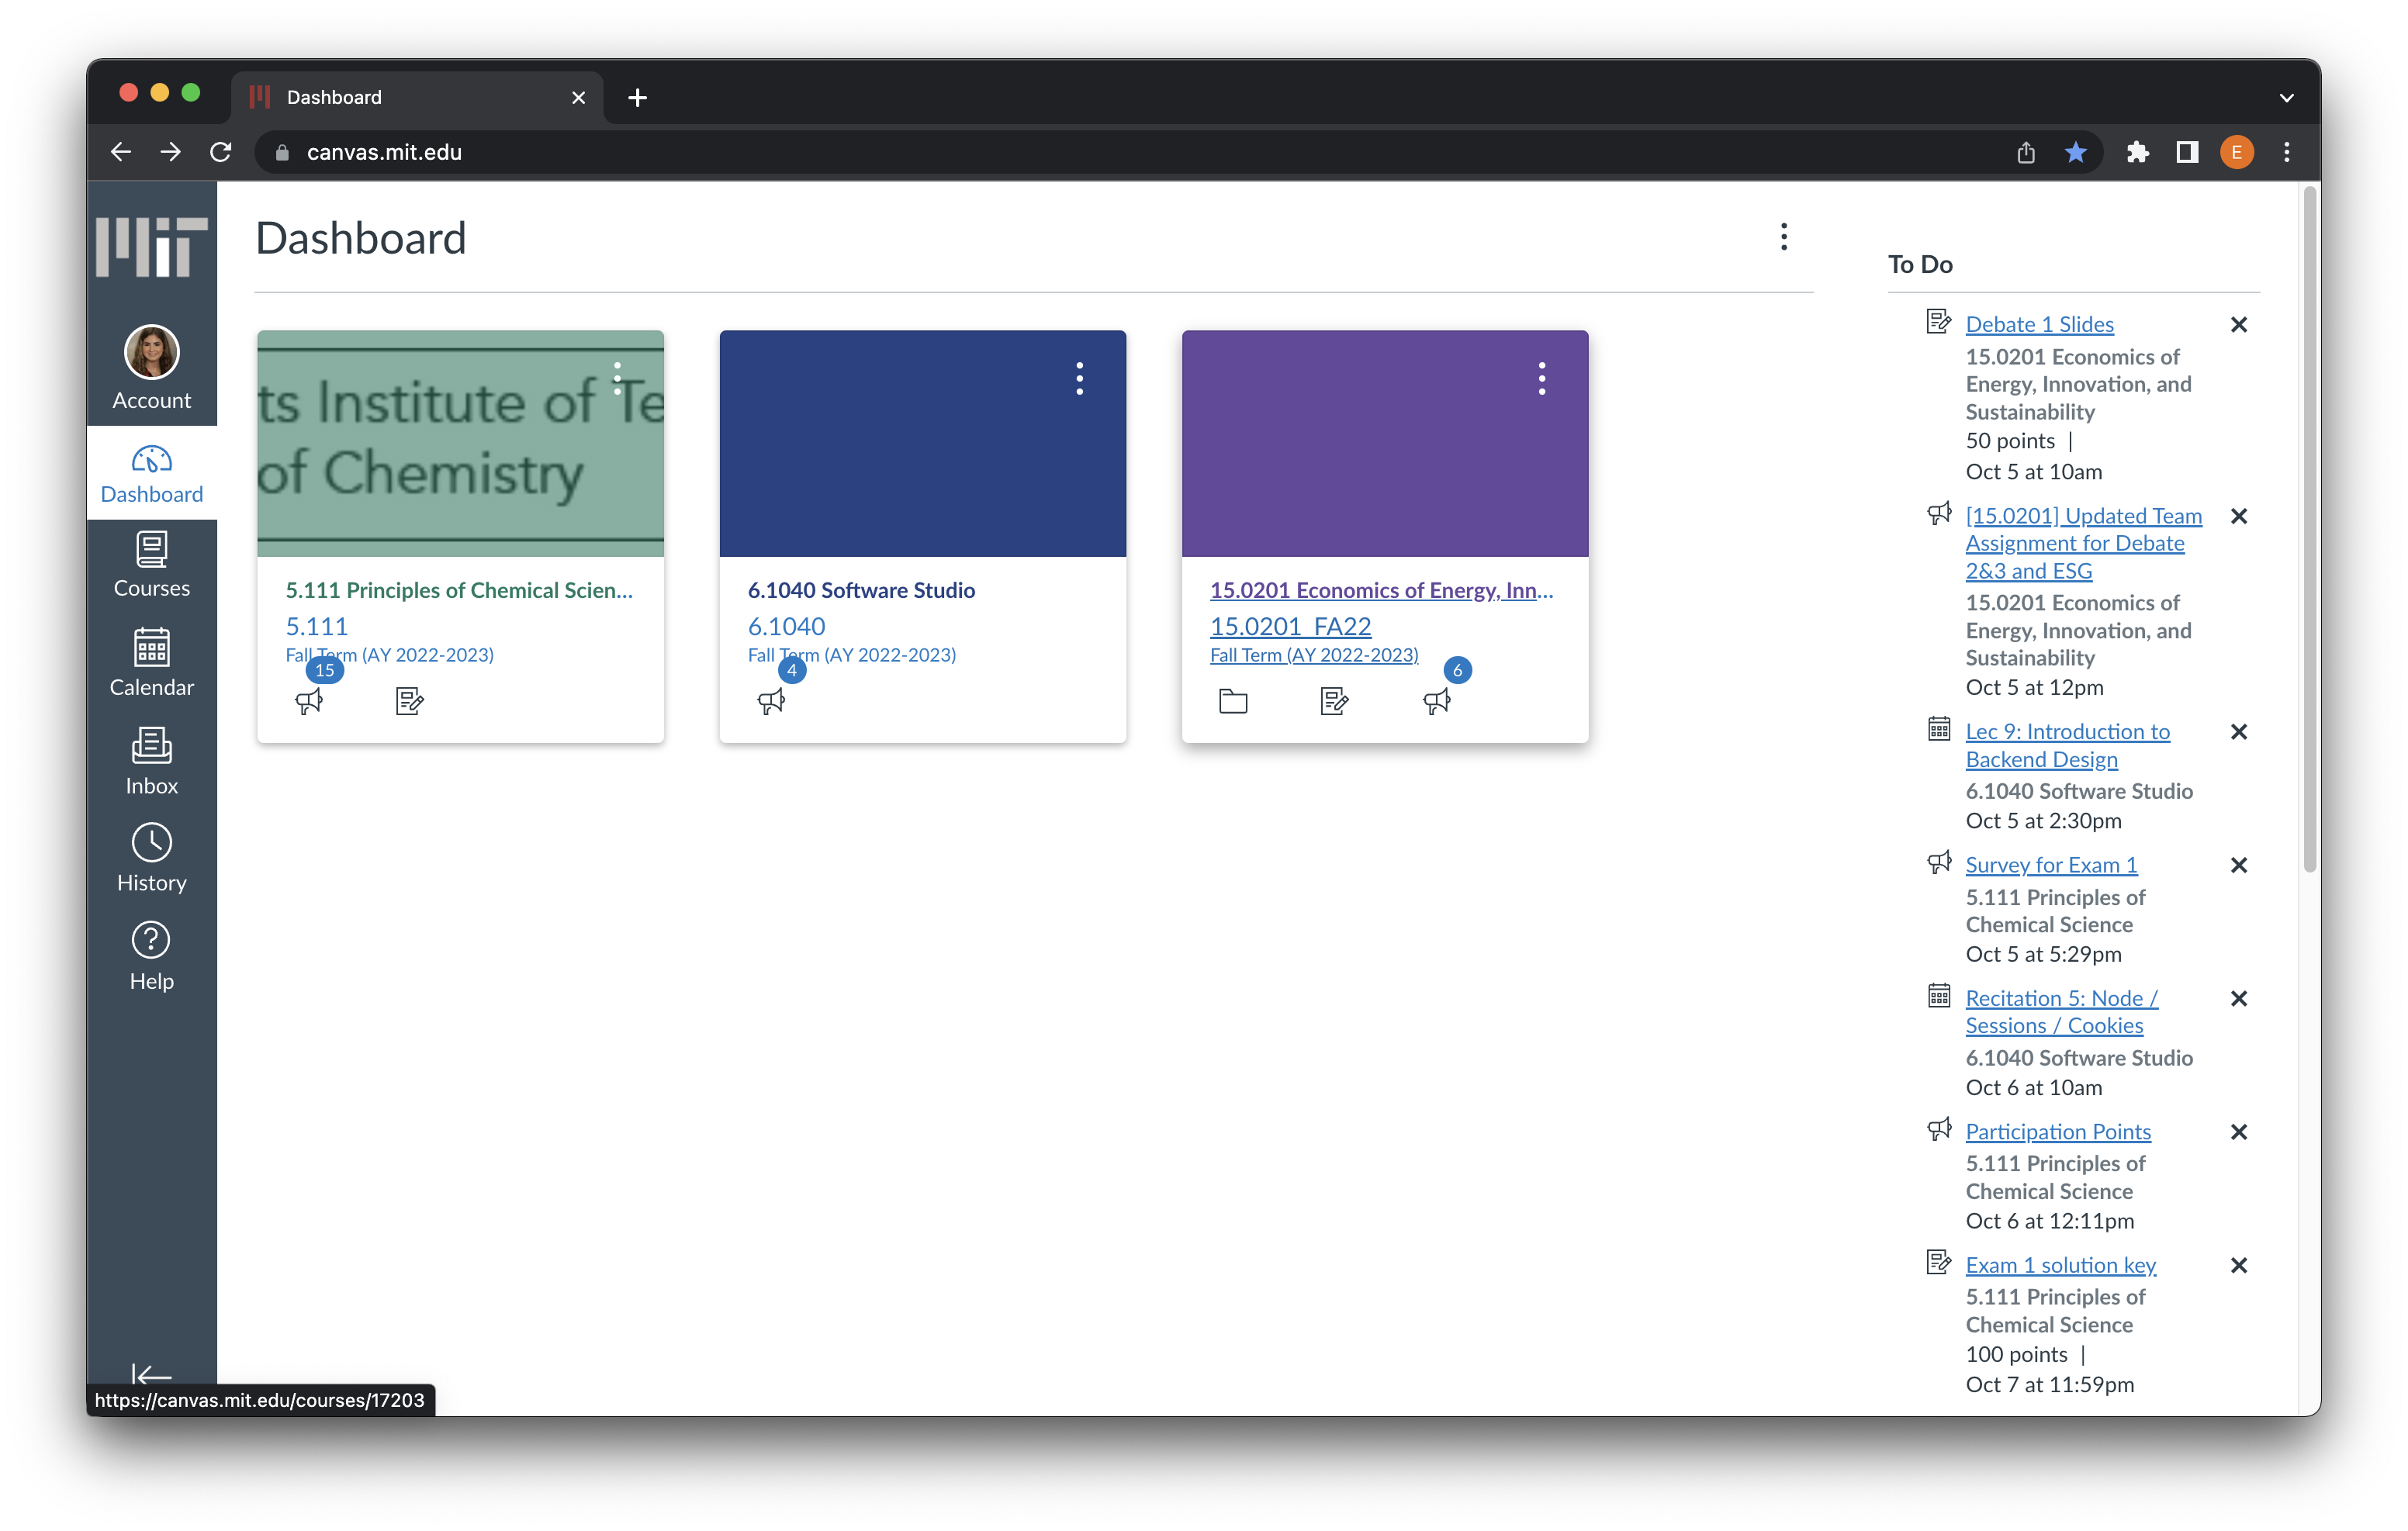 Dashboard
canvas.mit.edu
E
MIT
Account
Dashboard
Courses
Calendar
Inbox
History
Help
https://canvas.mit.edu/courses/17203
Dashboard
ts Institute of Te
of Chemistry
5.111 Principles of Chemical Scien...
5.111
Fall Term (AY 2022-2023)
15
6.1040 Software Studio
6.1040
Fall Term (AY 2022-2023)
4
15.0201 Economics of Energy, Inn...
15.0201_FA22
Fall Term (AY 2022-2023)
6
To Do
Debate 1 Slides
15.0201 Economics of
Energy, Innovation, and
Sustainability
50 points |
Oct 5 at 10am
[15.0201] Updated Team
Assignment for Debate
2&3 and ESG
15.0201 Economics of
Energy, Innovation, and
Sustainability
Oct 5 at 12pm
Lec 9: Introduction to
Backend Design
6.1040 Software Studio
Oct 5 at 2:30pm
Survey for Exam 1
5.111 Principles of
Chemical Science
Oct 5 at 5:29pm
Recitation 5: Node /
Sessions / Cookies
6.1040 Software Studio
Oct 6 at 10am
Participation Points
5.111 Principles of
Chemical Science
Oct 6 at 12:11pm
Exam 1 solution key
5.111 Principles of
Chemical Science
100 points |
Oct 7 at 11:59pm